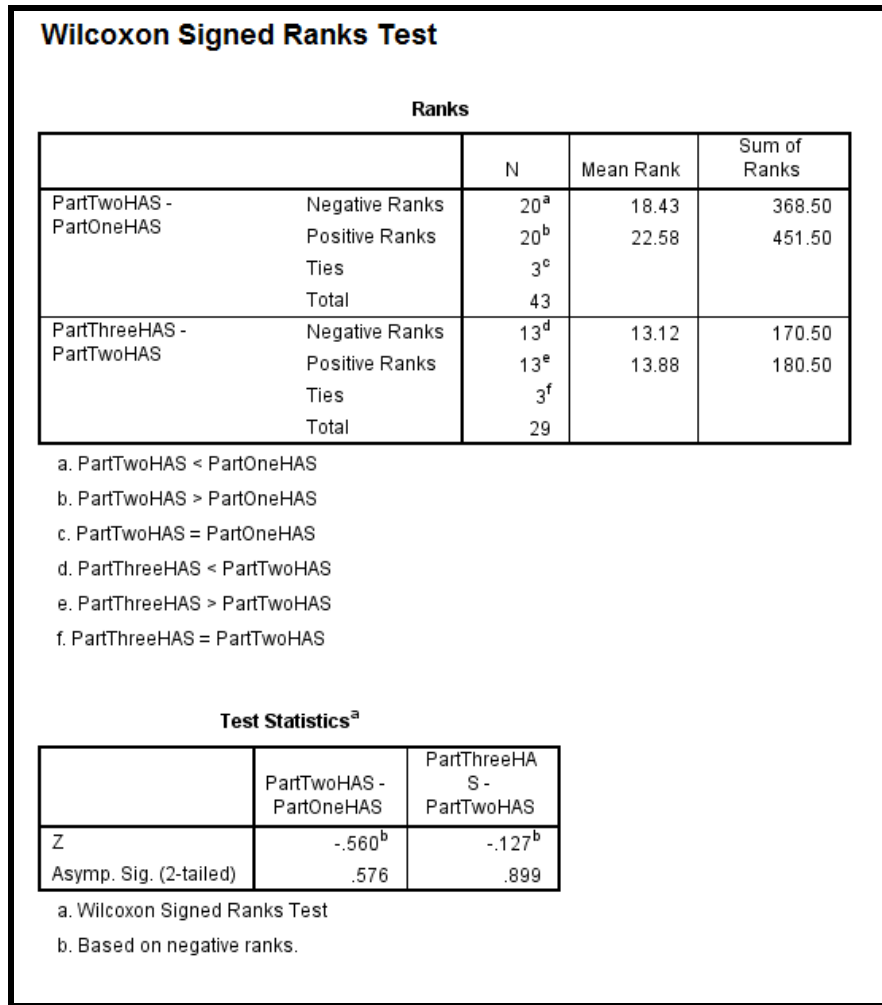 Wilcoxon Signed Ranks Test
Ranks
N Mean Rank Sum of Ranks
PartTwoHAS - PartOneHAS Negative Ranks 20a 18.43 368.50
Positive Ranks 20b 22.58 451.50
Ties 3c
Total 43
PartThreeHAS - PartTwoHAS Negative Ranks 13d 13.12 170.50
Positive Ranks 13e 13.88 180.50
Ties 3f
Total 29
a. PartTwoHAS < PartOneHAS
b. PartTwoHAS > PartOneHAS
c. PartTwoHAS = PartOneHAS
d. PartThreeHAS < PartTwoHAS
e. PartThreeHAS > PartTwoHAS
f. PartThreeHAS = PartTwoHAS
Test Statisticsa
PartTwoHAS - PartOneHAS PartThreeHA S - PartTwoHAS
Z -.560b -.127b
Asymp. Sig. (2-tailed) .576 .899
a. Wilcoxon Signed Ranks Test
b. Based on negative ranks.